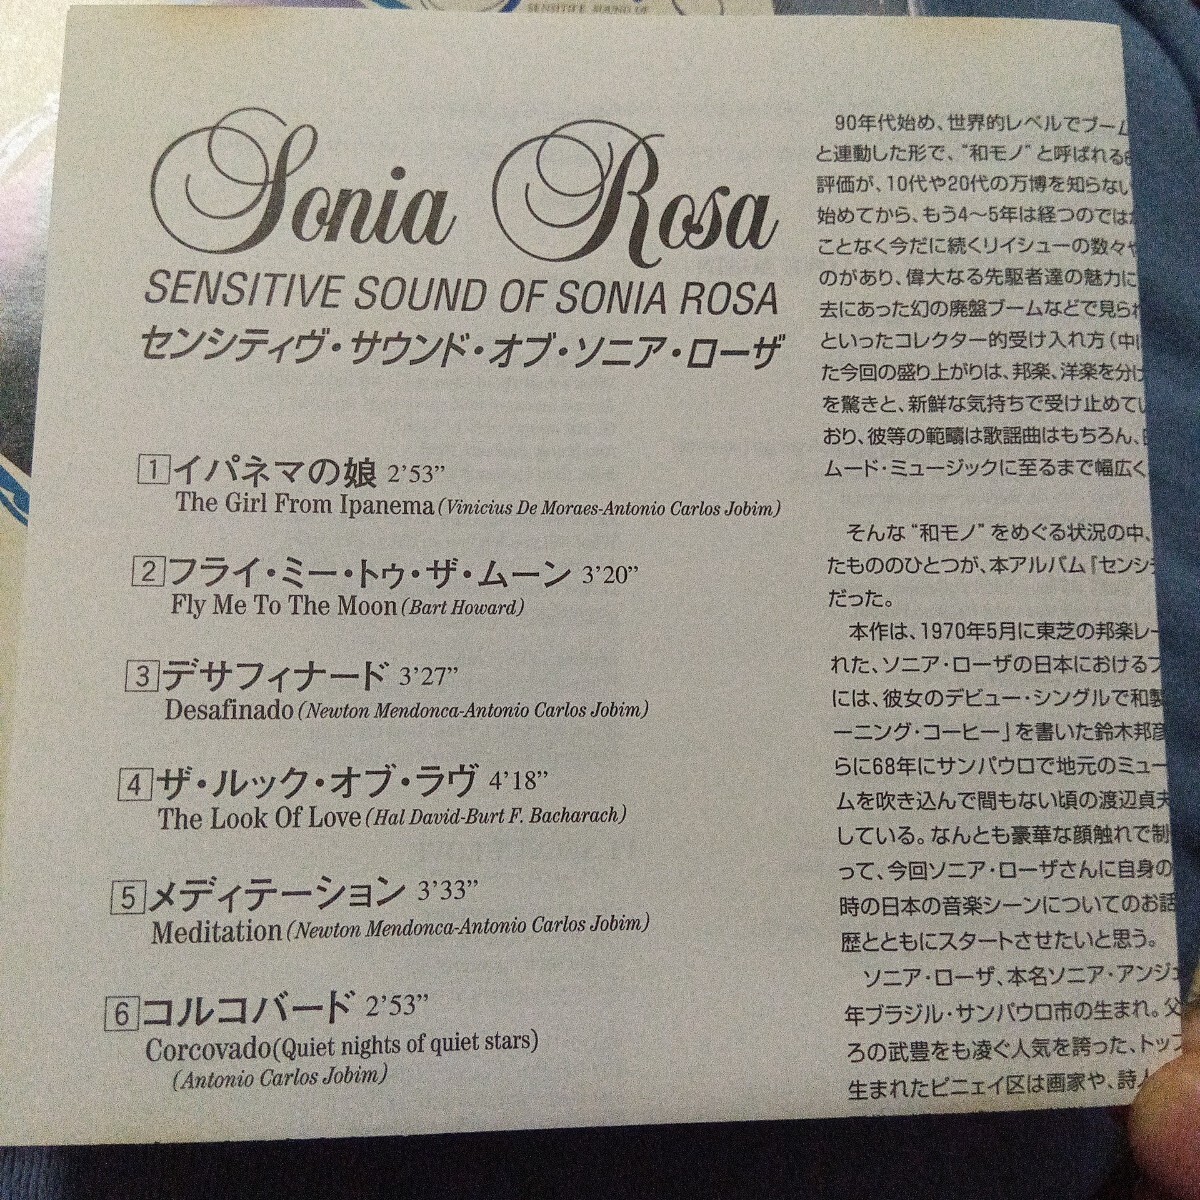 SENSITIVE SOUND OF
Sonia Rosa
SENSITIVE SOUND OF SONIA ROSA
センシティヴ・サウンド・オブ・ソニア・ローザ
1 イパネマの娘 2’53”
The Girl From Ipanema (Vinicius De Moraes-Antonio Carlos Jobim)
2 フライ・ミー・トゥ・ザ・ムーン 3’20”
Fly Me To The Moon (Bart Howard)
3 デサフィナード 3’27”
Desafinado (Newton Mendonca-Antonio Carlos Jobim)
4 ザ・ルック・オブ・ラヴ 4’18”
The Look Of Love (Hal David-Burt F. Bacharach)
5 メディテーション 3’33”
Meditation (Newton Mendonca-Antonio Carlos Jobim)
6 コルコバード 2’53”
Corcovado (Quiet nights of quiet stars)
(Antonio Carlos Jobim)
90年代始め、世界的レベルでブーム
と連動した形で、“和モノ”と呼ばれる
評価が、10代や20代の万博を知らない
始めてから、もう4〜5年は経つのでは
ことなく今だに続くリイシューの数々や
のがあり、偉大なる先駆者達の魅力に
去にあった幻の廃盤ブームなどで見られ
といったコレクター的受け入れ方(中に
た今回の盛り上がりは、邦楽、洋楽を分け
を驚きと、新鮮な気持ちで受け止めてい
おり、彼等の範疇は歌謡曲はもちろん、
ムード・ミュージックに至るまで幅広く
そんな“和モノ”をめぐる状況の中、
たもののひとつが、本アルバム「センシテ
だった。
本作は、1970年5月に東芝の邦楽レー
れた、ソニア・ローザの日本における
には、彼女のデビュー・シングルで和製
ーニング・コーヒー」を書いた鈴木邦彦
らに68年にサンパウロで地元のミュー
ムを吹き込んで間もない頃の渡辺貞夫
している。なんとも豪華な顔触れで制
って、今回ソニア・ローザさんに自身の
時の日本の音楽シーンについてのお話
歴とともにスタートさせたいと思う。
ソニア・ローザ、本名ソニア・アンジェ
年ブラジル・サンパウロ市の生まれ。父
ろの武豊をも凌ぐ人気を誇った、トップ
生まれたピニェイ区は画家や、詩人